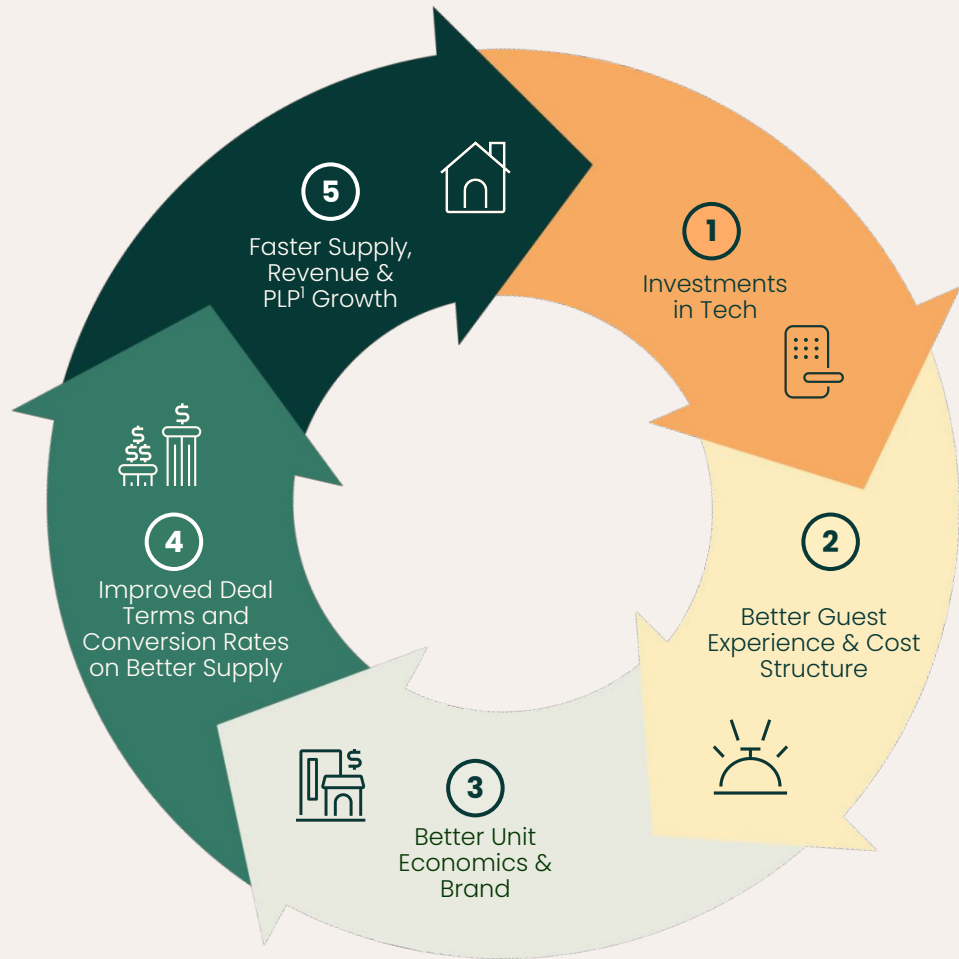 1
Investments
in Tech
2
Better Guest
Experience & Cost
Structure
3
Better Unit
Economics &
Brand
$
4
Improved Deal
Terms and
Conversion Rates
on Better Supply
$
$
$$
5
Faster Supply,
Revenue &
PLP¹ Growth